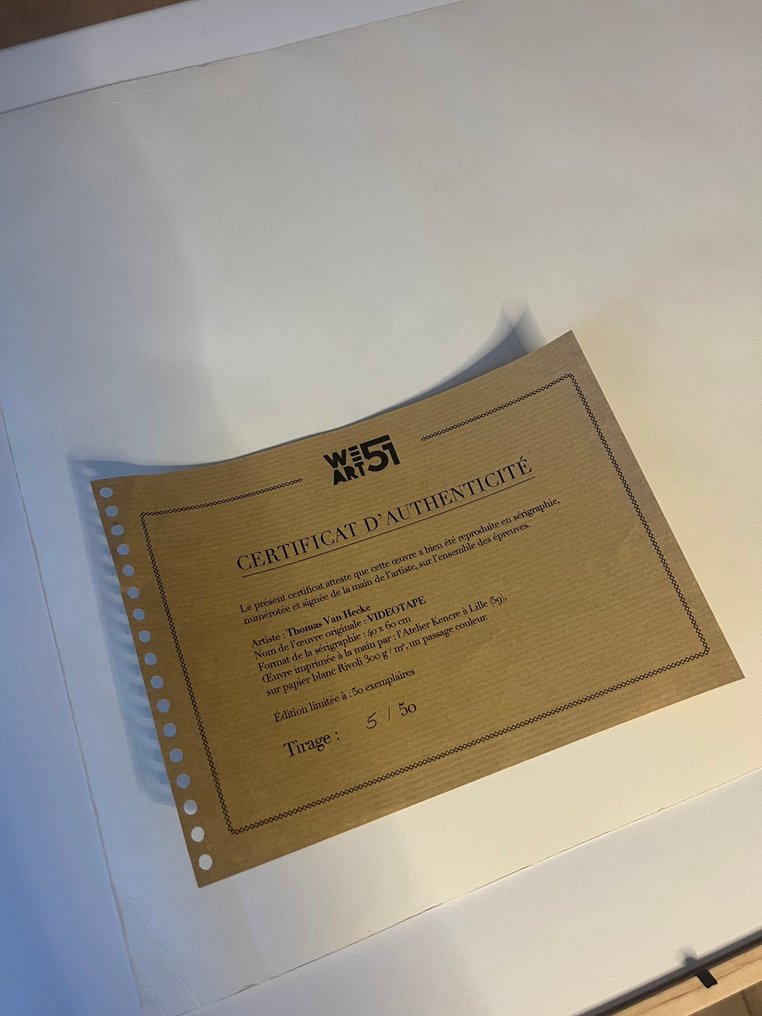 WE
ART 51
CERTIFICAT D'AUTHENTICITÉ
Le présent certificat atteste que cette œuvre a bien été reproduite en sérigraphie,
numérotée et signée de la main de l'artiste, sur l'ensemble des épreuves.
Artiste : Thomas Van Hecke
Nom de l'œuvre originale : VIDEOTAPE
Format de la sérigraphie : 40 x 60 cm
Œuvre imprimée à la main par : l'Atelier Kencre à Lille (59),
sur papier blanc Rivoli 300 g / m², un passage couleur.
Édition limitée à : 50 exemplaires
Tirage : 5 / 50